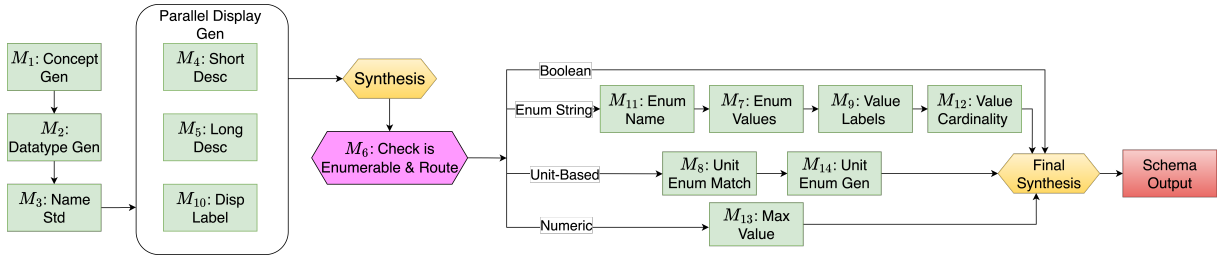 M1: Concept
Gen
M2:
Datatype Gen
M3: Name
Std
Parallel Display
Gen
M4: Short
Desc
M5: Long
Desc
M10: Disp
Label
Synthesis
M6: Check is
Enumerable & Route
Boolean
Enum String
M11: Enum
Name
M7: Enum
Values
M9: Value
Labels
M12: Value
Cardinality
Unit-Based
M8: Unit
Enum Match
M14: Unit
Enum Gen
Numeric
M13: Max
Value
Final
Synthesis
Schema
Output